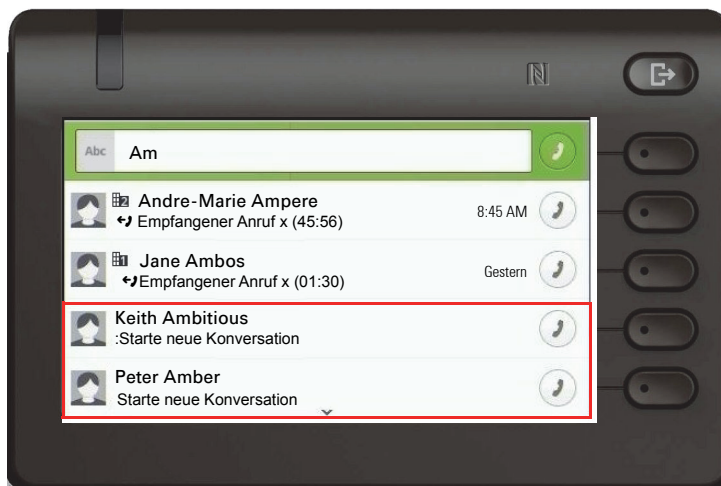 Abc Am
Andre-Marie Ampere
Empfangener Anruf x (45:56) 8:45 AM
Jane Ambos
Empfangener Anruf x (01:30) Gestern
Keith Ambitious
:Starte neue Konversation
Peter Amber
Starte neue Konversation